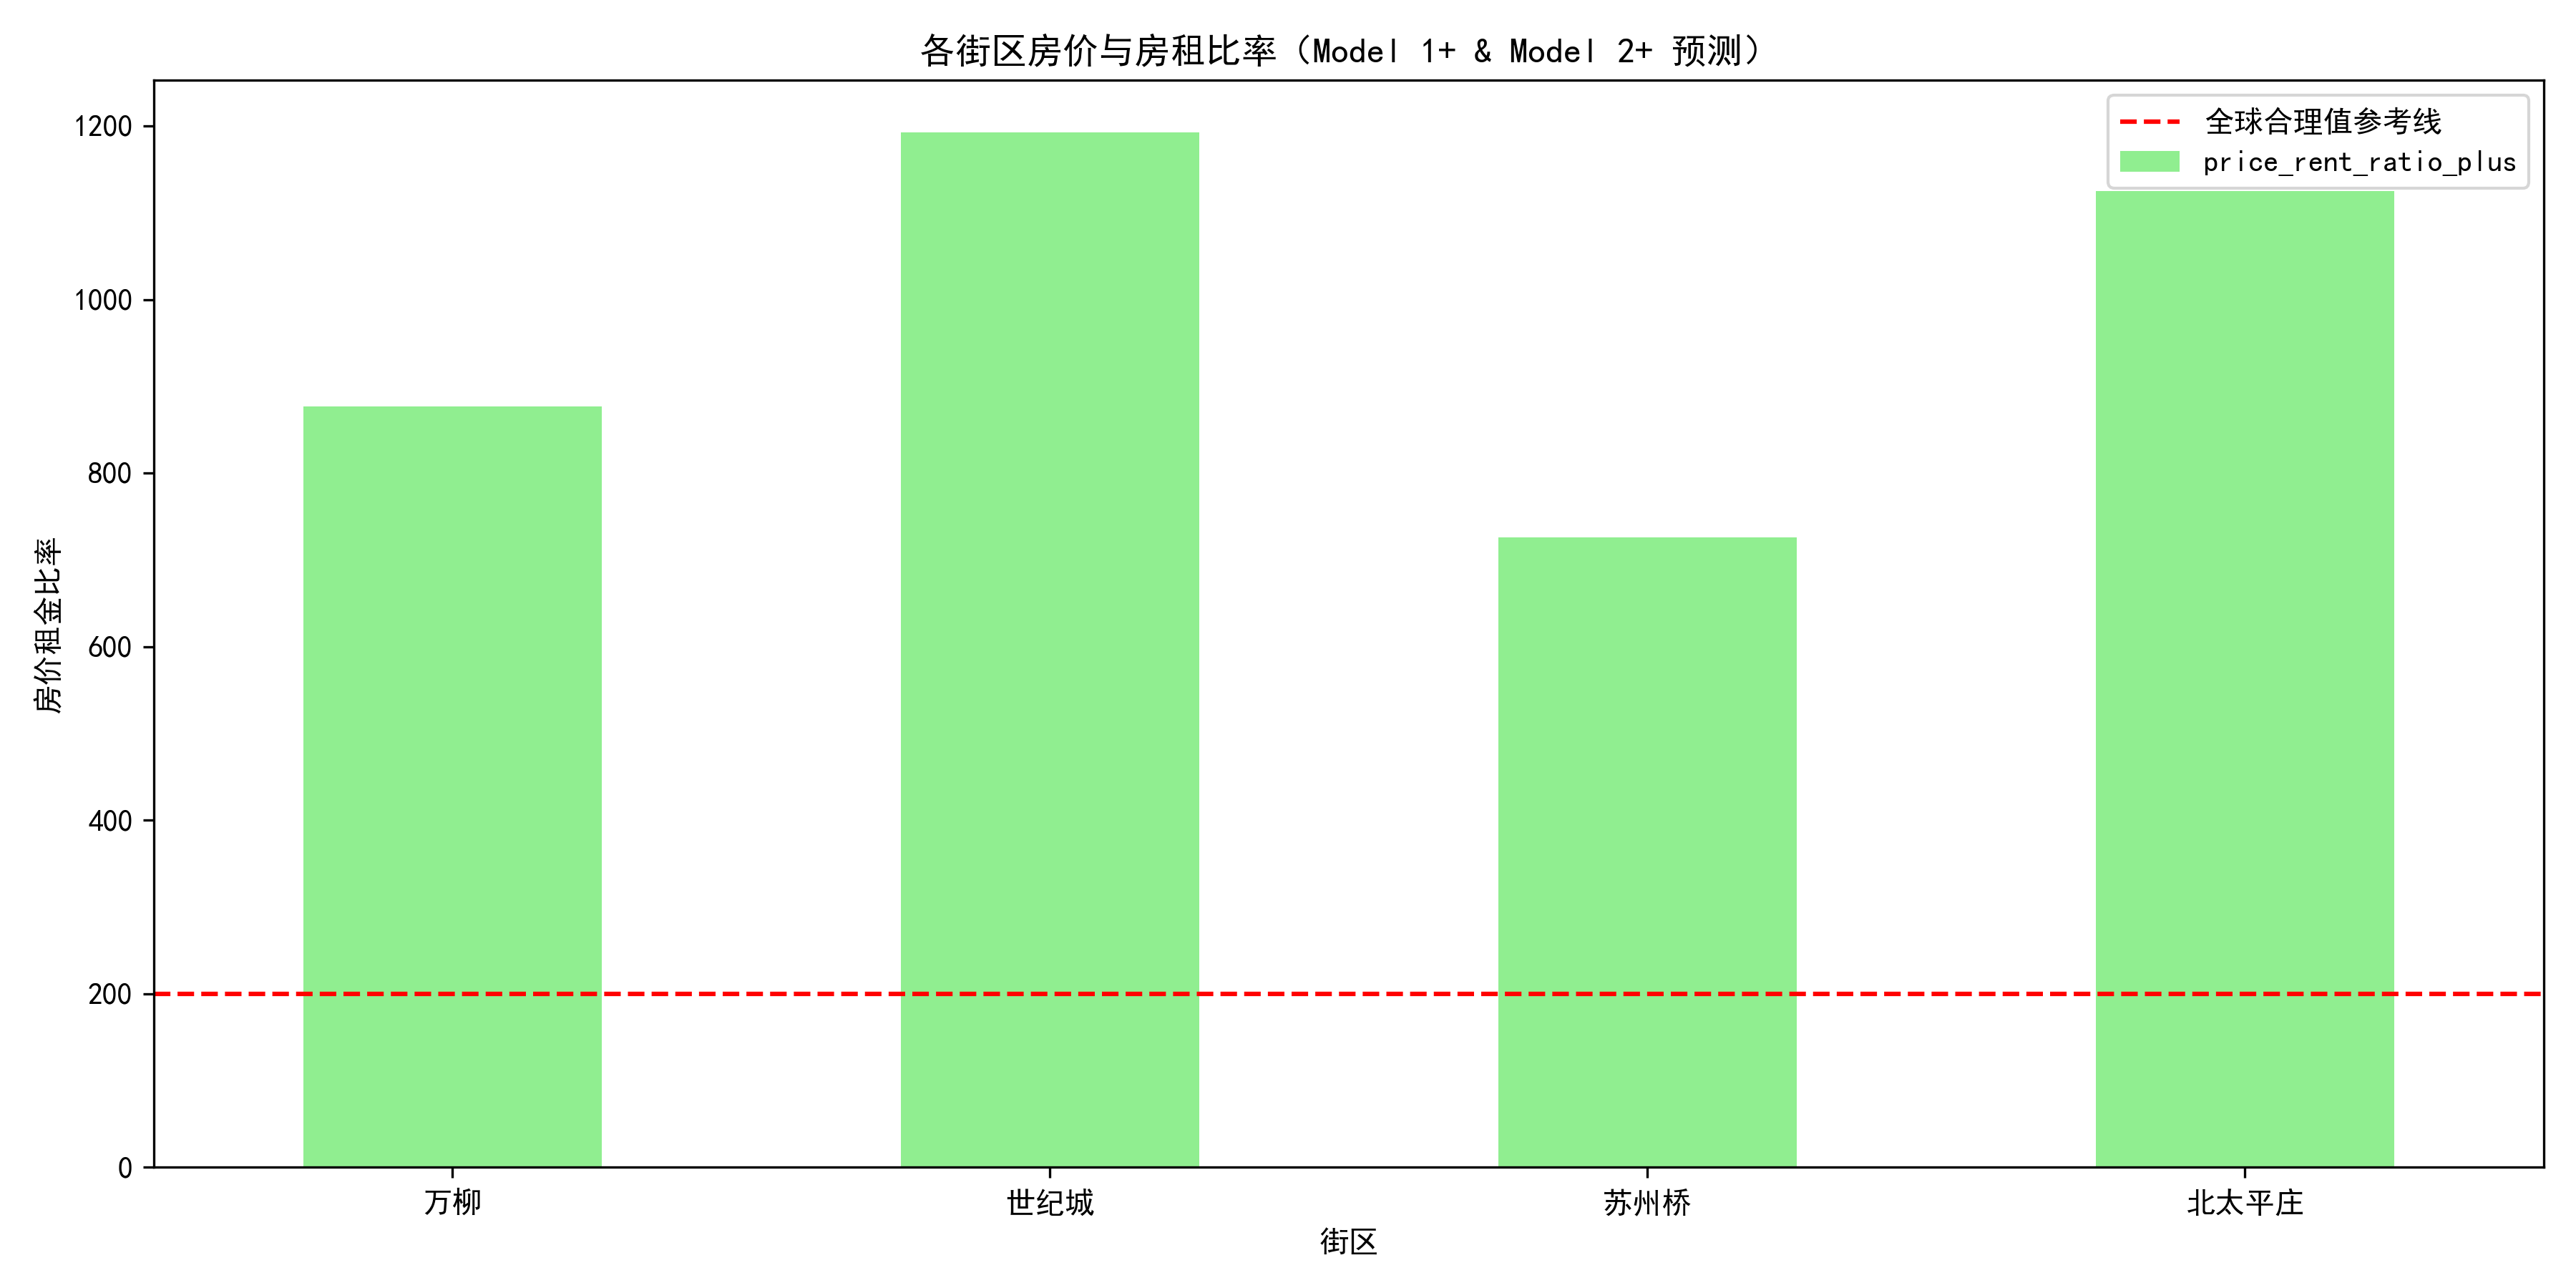 各街区房价与房租比率（Model 1+ & Model 2+ 预测）
全球合理值参考线
price_rent_ratio_plus
房价租金比率
1200
1000
800
600
400
200
0
万柳
世纪城
苏州桥
北太平庄
街区